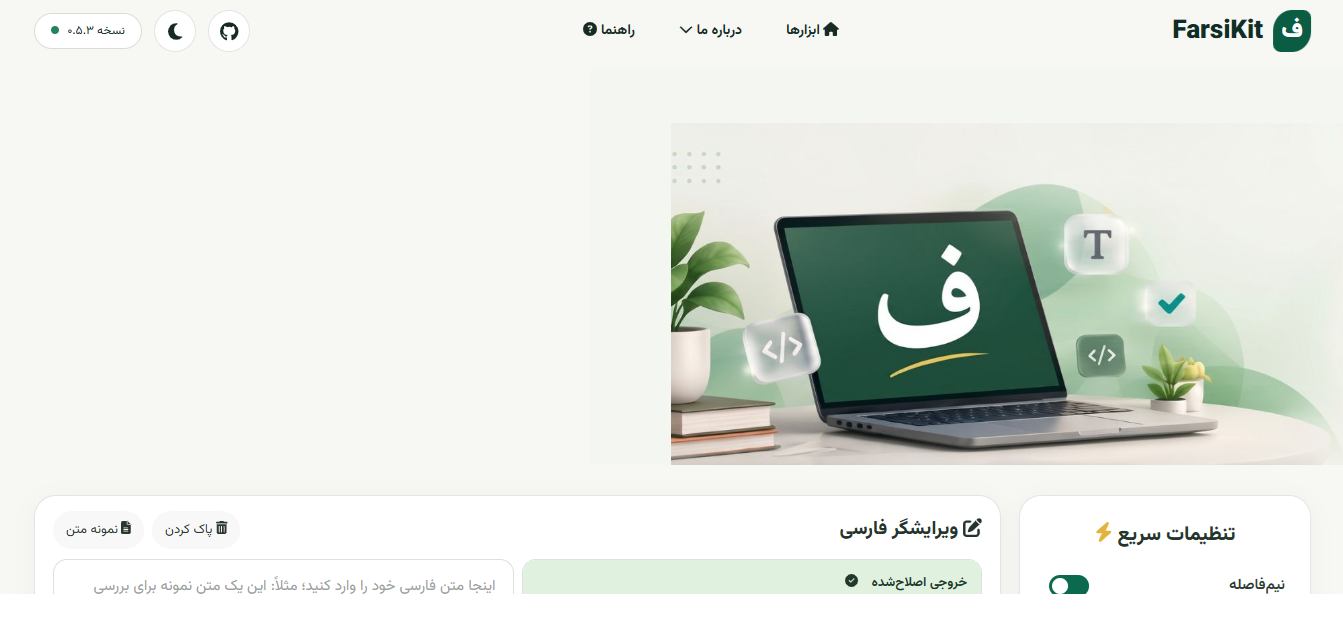 FarsiKit
ف
ابزارها
درباره ما
راهنما
نسخه ۰.۵.۳
T
ف
</>
</>
تنظیمات سریع
نیم‌فاصله
ویرایشگر فارسی
پاک کردن
نمونه متن
خروجی اصلاح‌شده
اینجا متن فارسی خود را وارد کنید؛ مثلاً: این یک متن نمونه برای بررسی